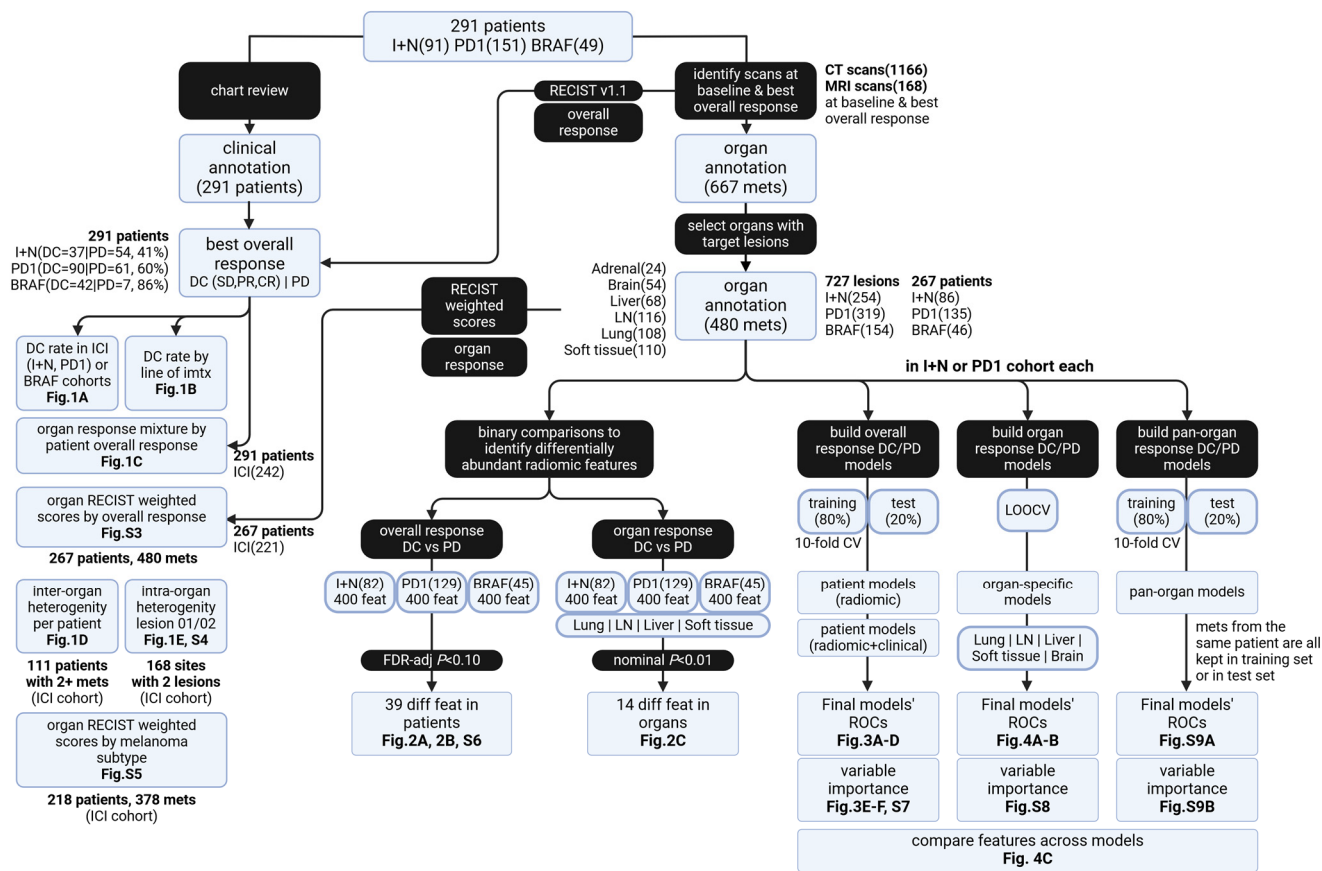 291 patients
I+N(91) PD1(151) BRAF(49)
chart review
RECIST v1.1
overall
response
identify scans at
baseline & best
overall response
CT scans(1166)
MRI scans(168)
at baseline & best
overall response
clinical
annotation
(291 patients)
organ
annotation
(667 mets)
select organs with
target lesions
291 patients
I+N(DC=37|PD=54, 41%)
PD1(DC=90|PD=61, 60%)
BRAF(DC=42|PD=7, 86%)
best overall
response
DC (SD,PR,CR) | PD
RECIST
weighted
scores
organ
response
Adrenal(24)
Brain(54)
Liver(68)
LN(116)
Lung(108)
Soft tissue(110)
organ
annotation
(480 mets)
727 lesions
I+N(254)
PD1(319)
BRAF(154)
267 patients
I+N(86)
PD1(135)
BRAF(46)
DC rate in ICI
(I+N, PD1) or
BRAF cohorts
Fig.1A
DC rate by
line of imtx
Fig.1B
organ response mixture by
patient overall response
Fig.1C
291 patients
ICI(242)
organ RECIST weighted
scores by overall response
Fig.S3
267 patients
ICI(221)
267 patients, 480 mets
Inter-organ
heterogenity
per patient
Fig.1D
Intra-organ
heterogenity
lesion 01/02
Fig.1E, S4
111 patients
with 2+ mets
(ICI cohort)
168 sites
with 2 lesions
(ICI cohort)
organ RECIST weighted
scores by melanoma
subtype
Fig.S5
218 patients, 378 mets
(ICI cohort)
in I+N or PD1 cohort each
binary comparisons to
identify differentially
abundant radiomic features
overall response
DC vs PD
organ response
DC vs PD
I+N(82)
400 feat
PD1(129)
400 feat
BRAF(45)
400 feat
I+N(82)
400 feat
PD1(129)
400 feat
BRAF(45)
400 feat
Lung | LN | Liver | Soft tissue
FDR-adj P<0.10
nominal P<0.01
39 diff feat in
patients
Fig.2A, 2B, S6
14 diff feat in
organs
Fig.2C
build overall
response DC/PD
models
build organ
response DC/PD
models
build pan-organ
response DC/PD
models
training
(80%)
test
(20%)
10-fold CV
LOOCV
training
(80%)
test
(20%)
10-fold CV
patient models
(radiomic)
patient models
(radiomic+clinical)
organ-specific
models
Lung | LN | Liver |
Soft tissue | Brain
pan-organ models
mets from the
same patient are all
kept in training set
or in test set
Final models'
ROCs
Fig.3A-D
Final models'
ROCs
Fig.4A-B
Final models'
ROCs
Fig.S9A
variable
importance
Fig.3E-F, S7
variable
importance
Fig.S8
variable
importance
Fig.S9B
compare features across models
Fig. 4C